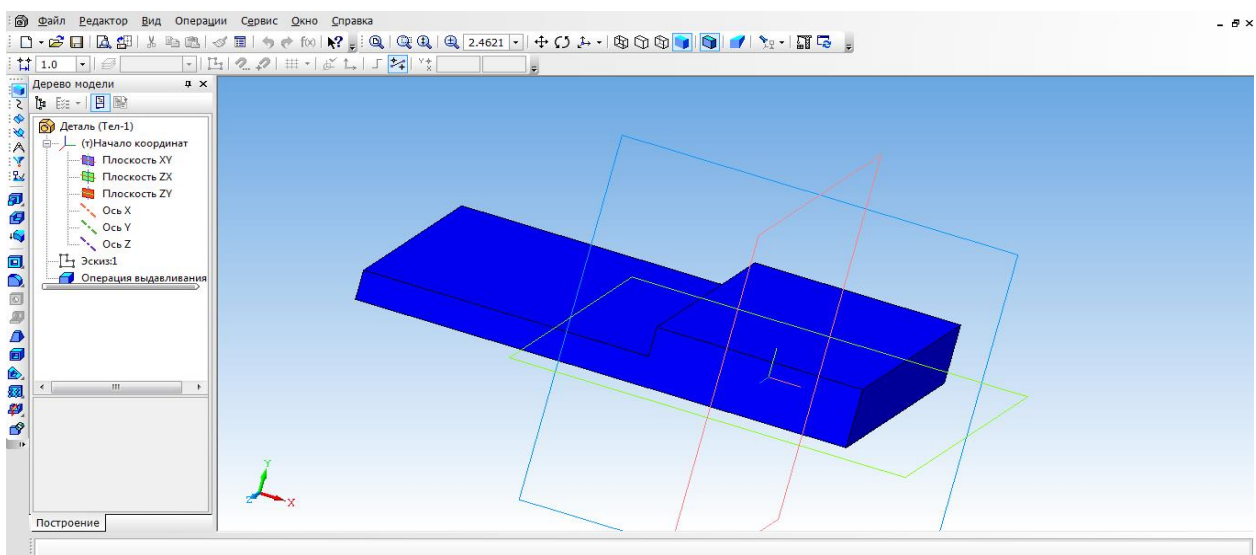 Файл Редактор Вид Операции Сервис Окно Справка
2.4621
1.0
Дерево модели
Деталь (Тел-1)
(т)Начало координат
Плоскость XY
Плоскость ZX
Плоскость ZY
Ось X
Ось Y
Ось Z
Эскиз:1
Операция выдавливания
Построение
Y
Z X